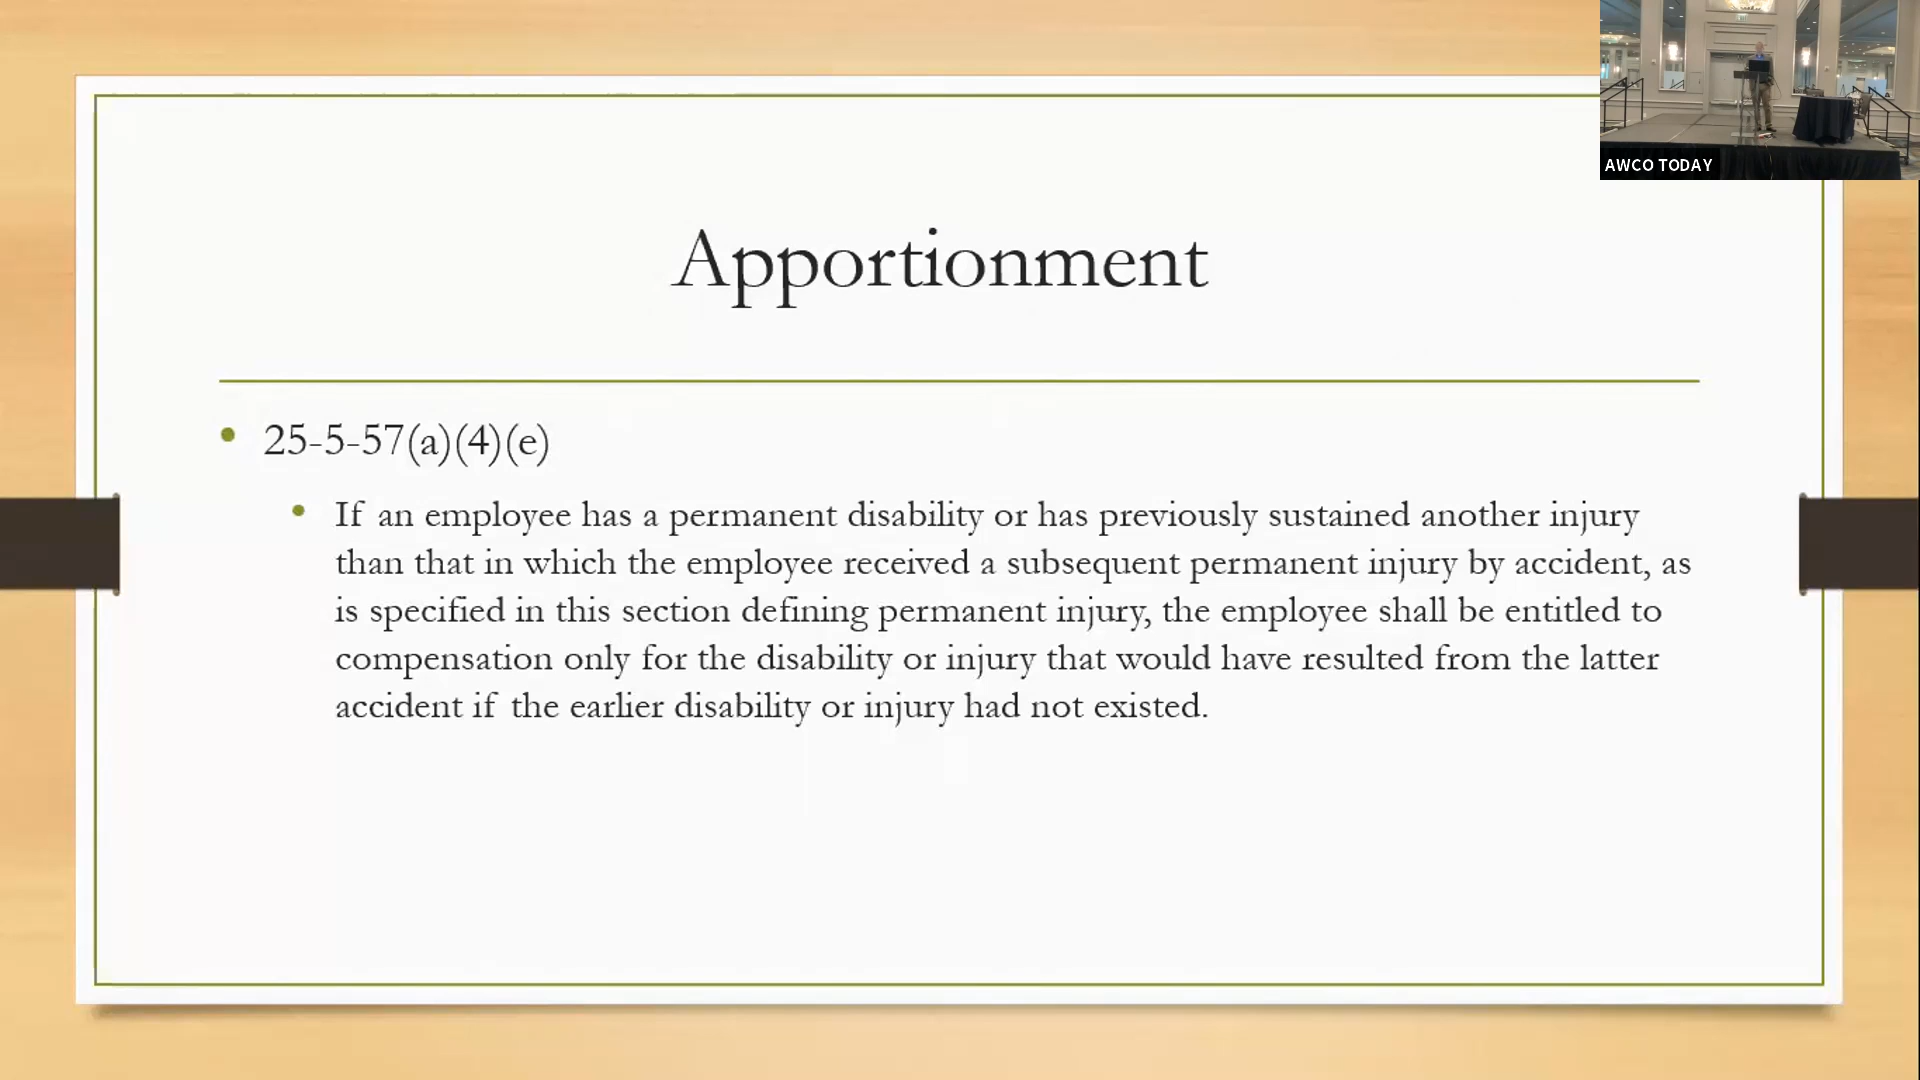 AWCO TODAY
Apportionment
25-5-57(a)(4)(e)
If an employee has a permanent disability or has previously sustained another injury
than that in which the employee received a subsequent permanent injury by accident, as
is specified in this section defining permanent injury, the employee shall be entitled to
compensation only for the disability or injury that would have resulted from the latter
accident if the earlier disability or injury had not existed.